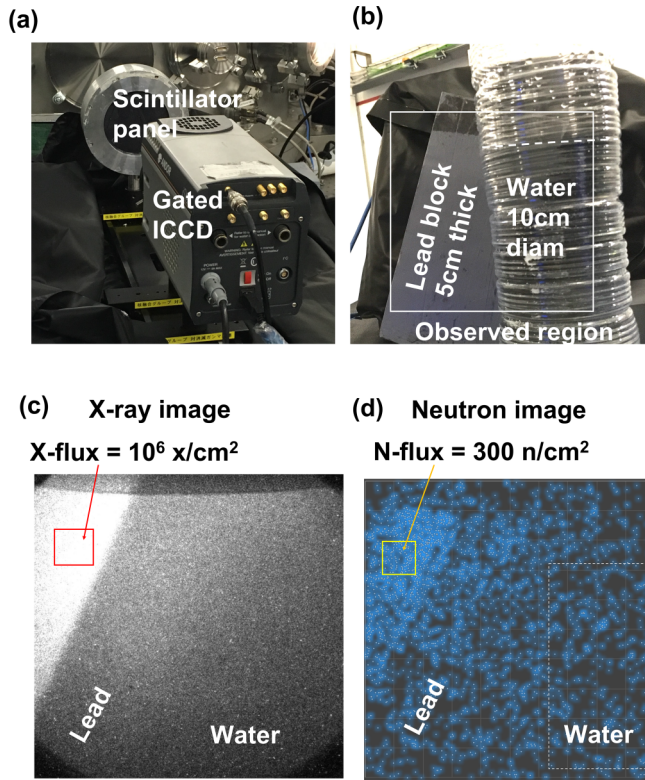 (a)
Scintillator
panel
Gated
ICCD
(b)
Lead block
5cm thick
Water
10cm
diam
Observed region
(c) X-ray image
X-flux = 10⁶ x/cm²
Lead
Water
(d) Neutron image
N-flux = 300 n/cm²
Lead
Water